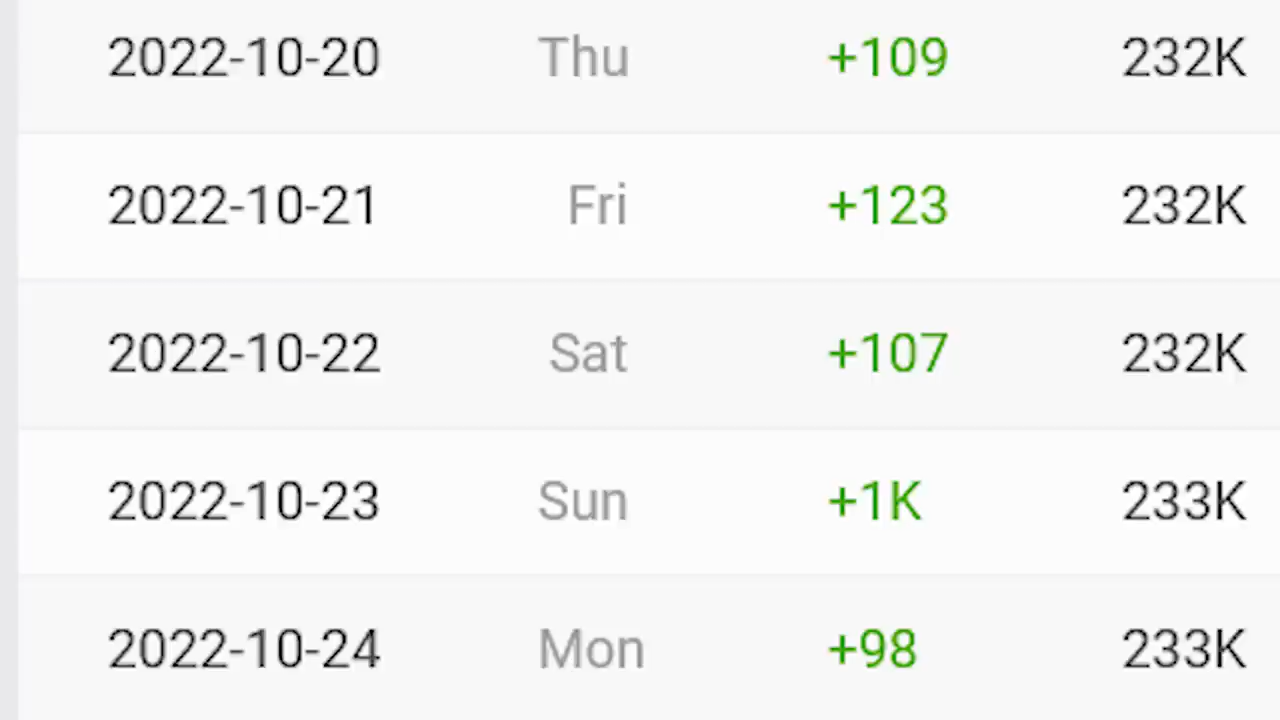 2022-10-20 Thu +109 232K
2022-10-21 Fri +123 232K
2022-10-22 Sat +107 232K
2022-10-23 Sun +1K 233K
2022-10-24 Mon +98 233K